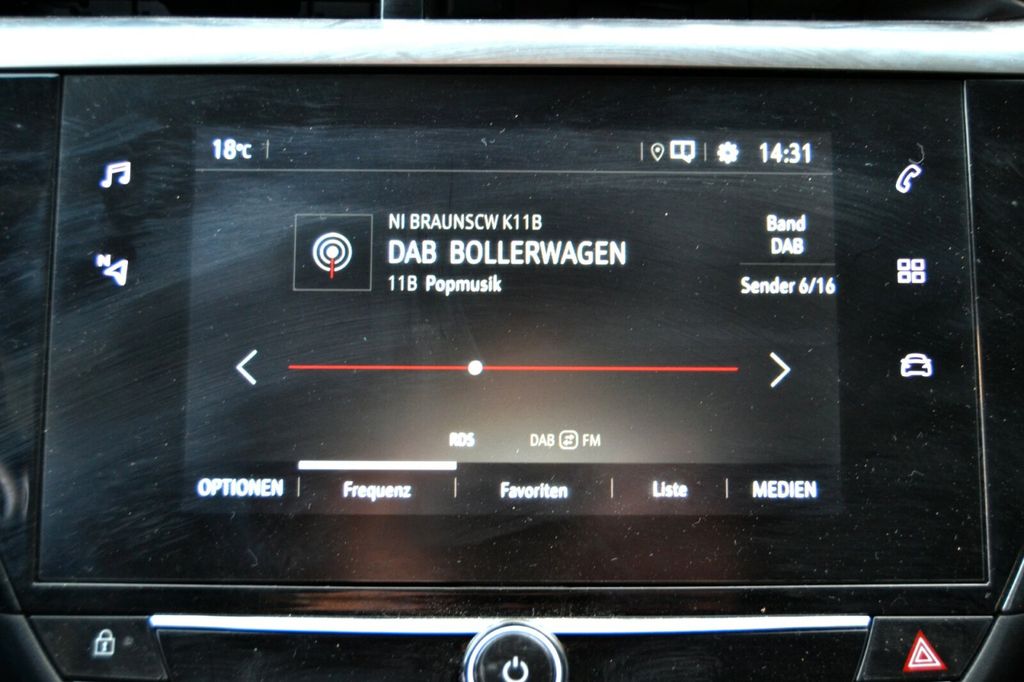 18°C 14:31
NI BRAUNSCW K11B
DAB BOLLERWAGEN
11B Popmusik
Band
DAB
Sender 6/16
N
RDS DAB FM
OPTIONEN Frequenz Favoriten Liste MEDIEN